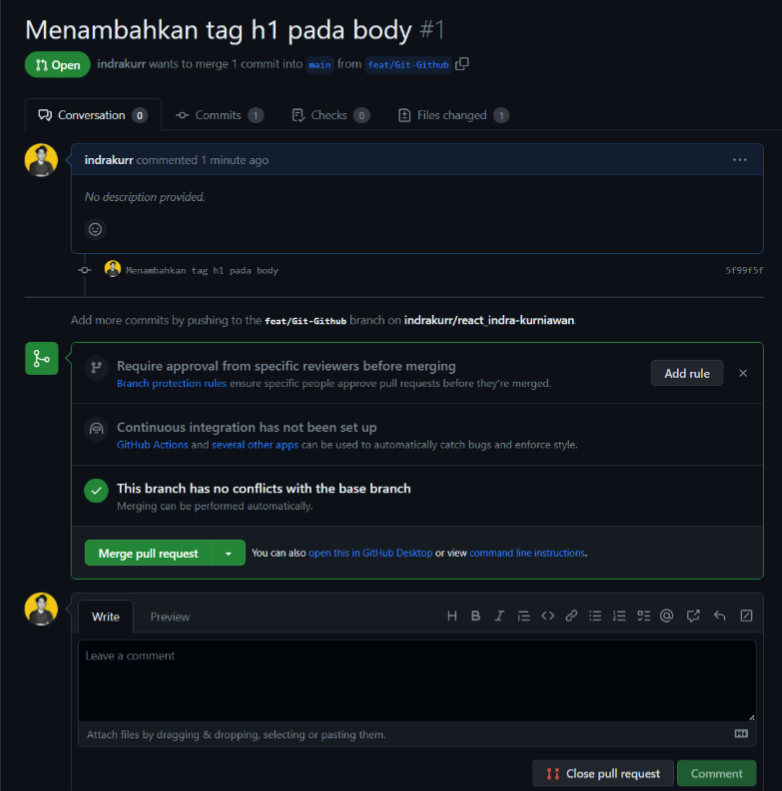 Menambahkan tag h1 pada body #1
Open indrakurr wants to merge 1 commit into main from feat/Git-Github
Conversation 0 Commits 1 Checks 0 Files changed 1
indrakurr commented 1 minute ago
No description provided.
Menambahkan tag h1 pada body 5f99f5f
Add more commits by pushing to the feat/Git-Github branch on indrakurr/react_indra-kurniawan.
Require approval from specific reviewers before merging
Branch protection rules ensure specific people approve pull requests before they're merged.
Add rule
Continuous integration has not been set up
GitHub Actions and several other apps can be used to automatically catch bugs and enforce style.
This branch has no conflicts with the base branch
Merging can be performed automatically.
Merge pull request You can also open this in GitHub Desktop or view command line instructions.
Write Preview
Leave a comment
Attach files by dragging & dropping, selecting or pasting them.
Close pull request Comment